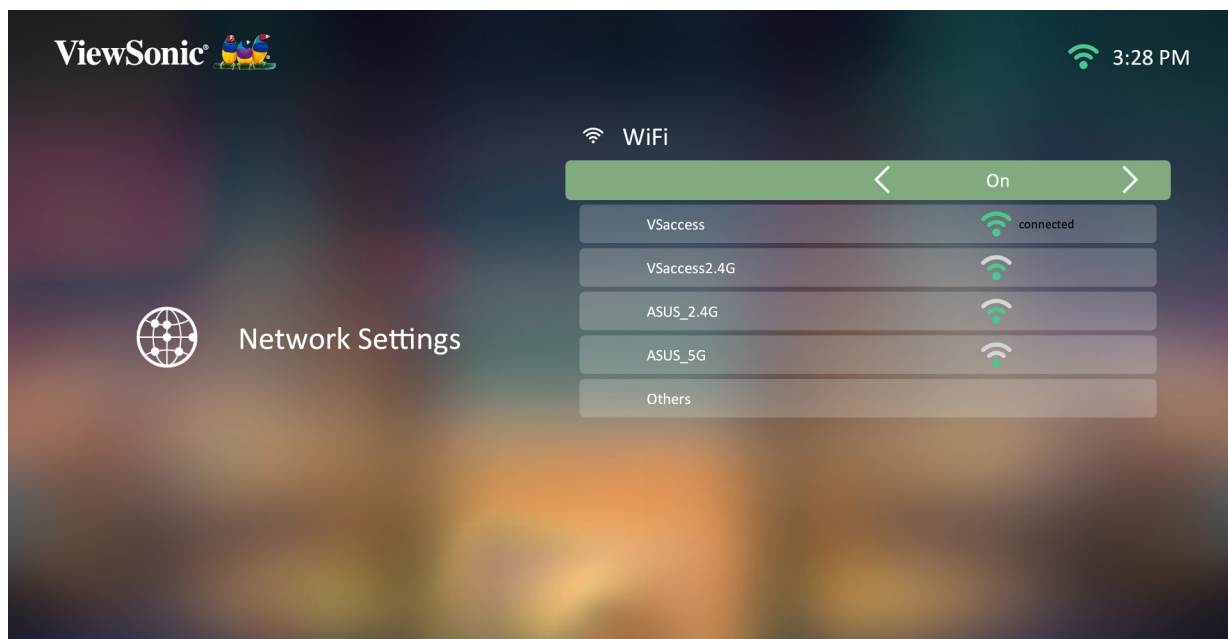 ViewSonic®
3:28 PM
WiFi
On
VSaccess connected
VSaccess2.4G
ASUS_2.4G
Network Settings
ASUS_5G
Others